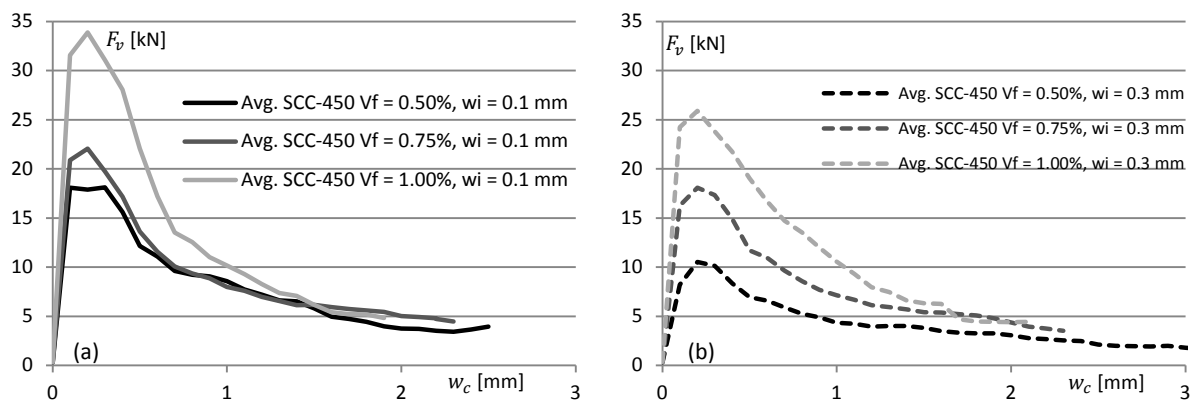 35
30
25
20
15
10
5
0
F_v [kN]
Avg. SCC-450 Vf = 0.50%, wi = 0.1 mm
Avg. SCC-450 Vf = 0.75%, wi = 0.1 mm
Avg. SCC-450 Vf = 1.00%, wi = 0.1 mm
(a)
0 1 2 3
w_c [mm]
35
30
25
20
15
10
5
0
F_v [kN]
Avg. SCC-450 Vf = 0.50%, wi = 0.3 mm
Avg. SCC-450 Vf = 0.75%, wi = 0.3 mm
Avg. SCC-450 Vf = 1.00%, wi = 0.3 mm
(b)
0 1 2 3
w_c [mm]